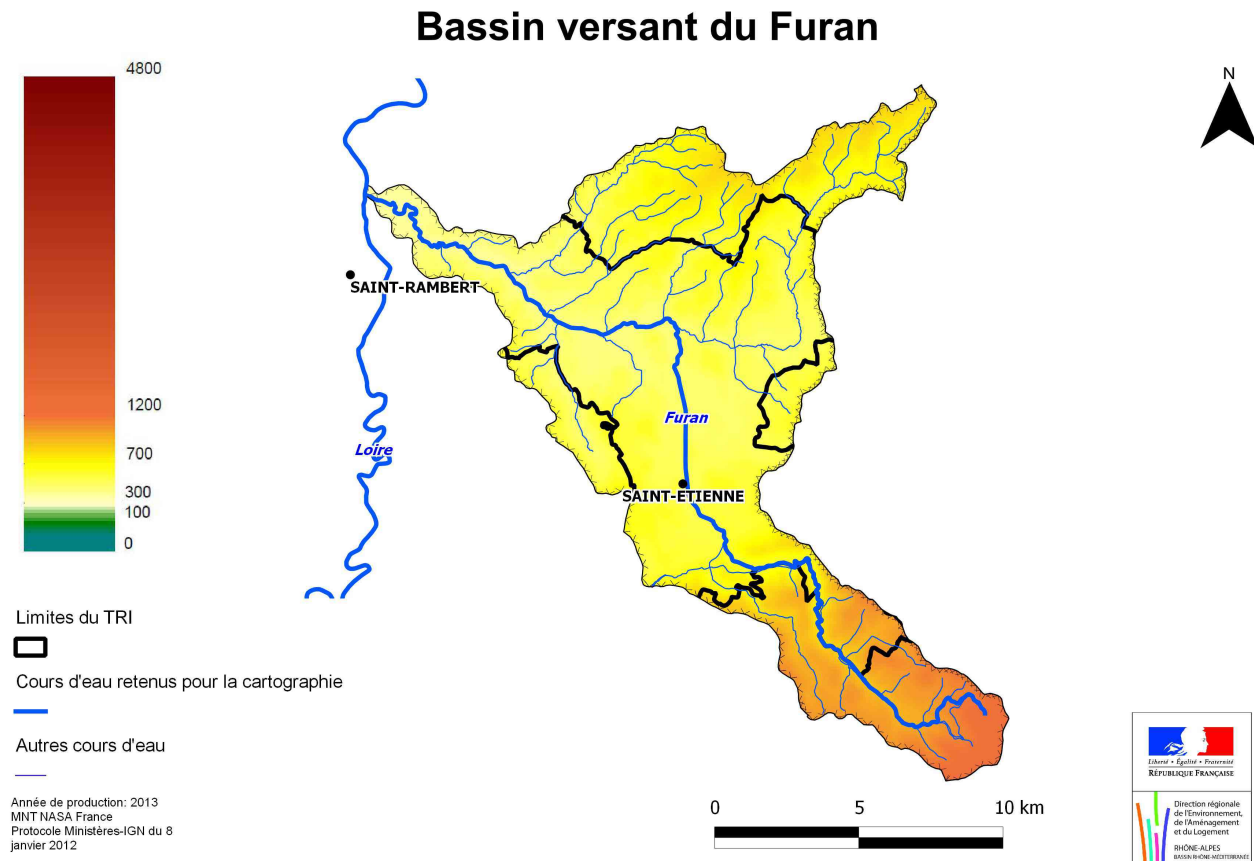 Bassin versant du Furan
4800
1200
700
300
100
0
N
SAINT-RAMBERT
Loire
Furan
SAINT-ETIENNE
Limites du TRI
Cours d'eau retenus pour la cartographie
Autres cours d'eau
Année de production: 2013
MNT NASA France
Protocole Ministères-IGN du 8
janvier 2012
0 5 10 km
Liberté • Égalité • Fraternité
RÉPUBLIQUE FRANÇAISE
Direction régionale
de l'Environnement,
de l'Aménagement
et du Logement
RHÔNE-ALPES
BASSIN RHÔNE-MÉDITERRANÉE